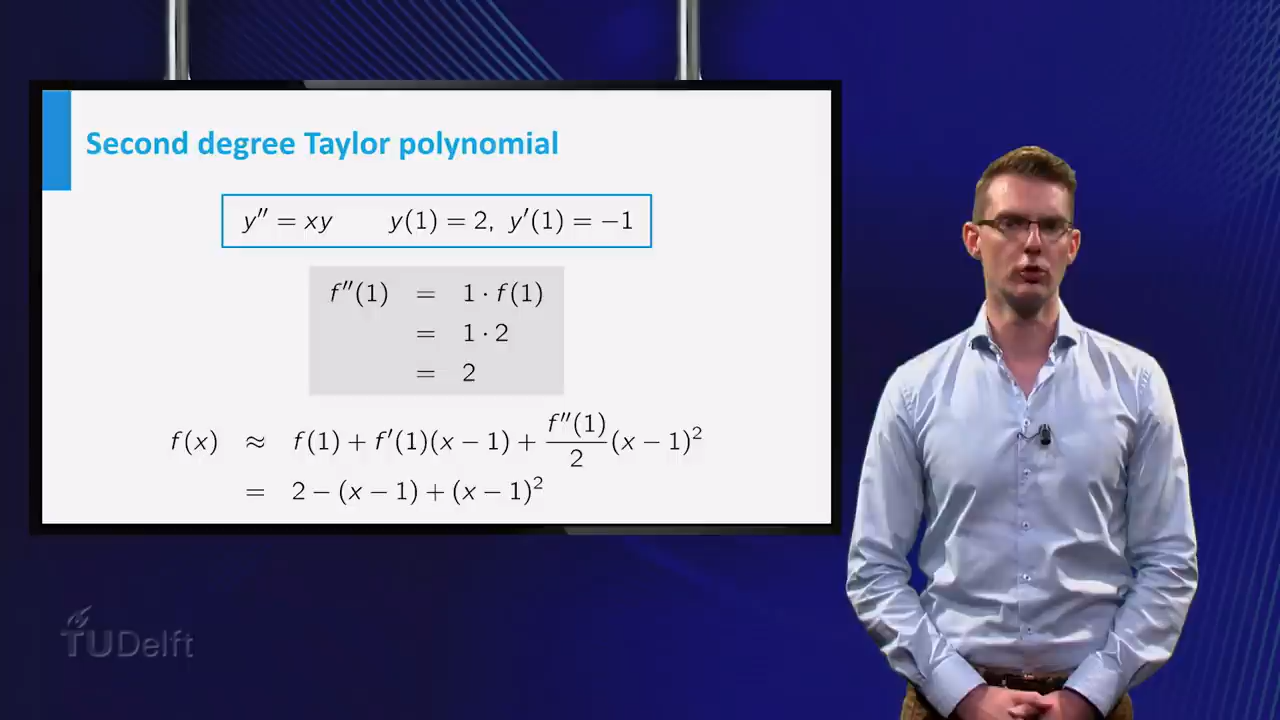 Second degree Taylor polynomial
y″ = xy y(1) = 2, y′(1) = −1
f″(1) = 1 · f(1)
= 1 · 2
= 2
f(x) ≈ f(1) + f′(1)(x − 1) + f″(1)/2 (x − 1)²
= 2 − (x − 1) + (x − 1)²
TUDelft